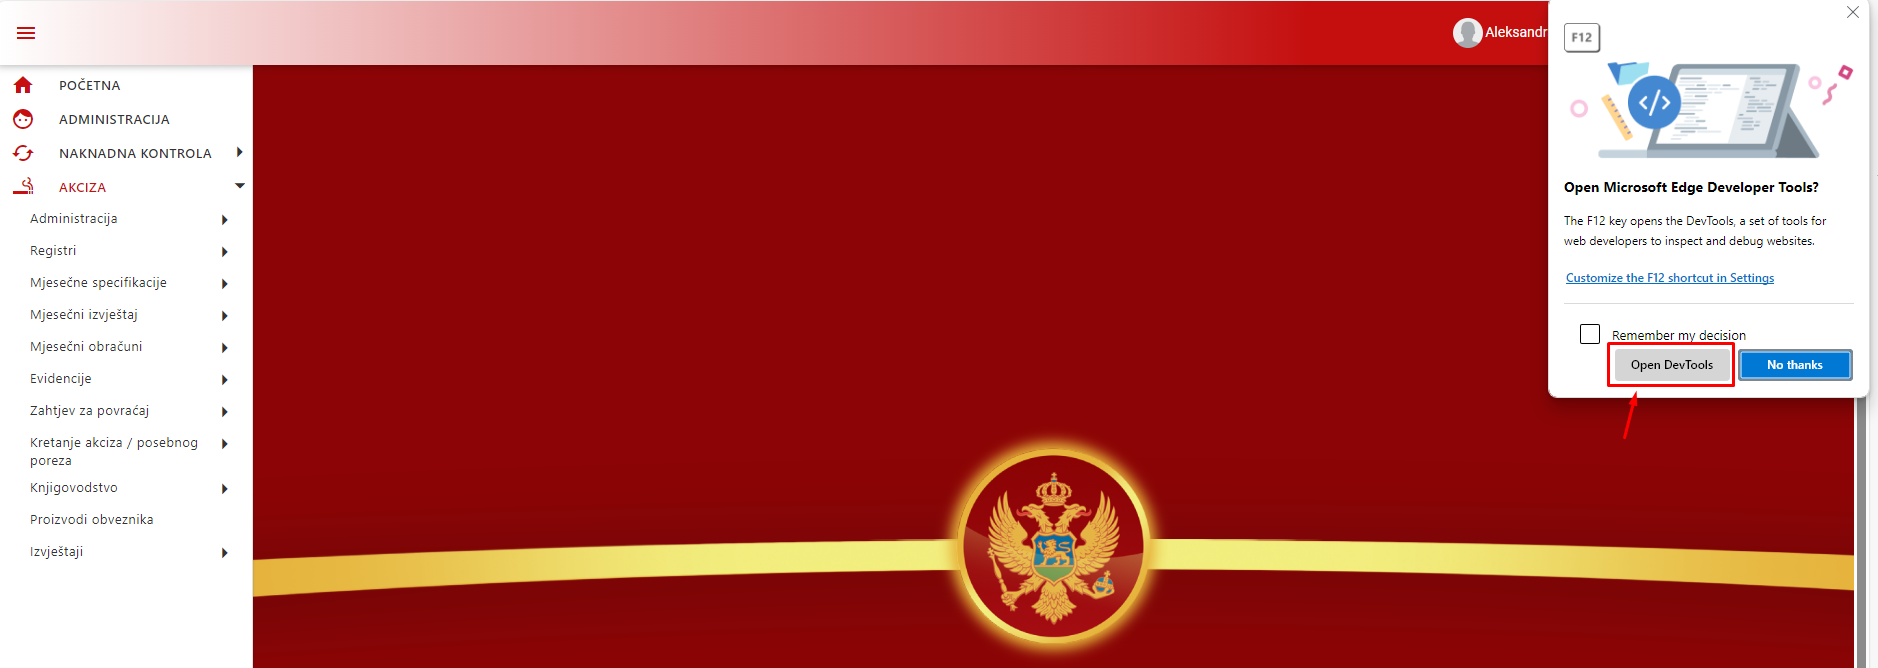 Aleksandr
POČETNA
ADMINISTRACIJA
NAKNADNA KONTROLA
AKCIZA
Administracija
Registri
Mjesečne specifikacije
Mjesečni izvještaj
Mjesečni obračuni
Evidencije
Zahtjev za povraćaj
Kretanje akciza / posebnog
poreza
Knjigovodstvo
Proizvodi obveznika
Izvještaji
F12
</>
Open Microsoft Edge Developer Tools?
The F12 key opens the DevTools, a set of tools for
web developers to inspect and debug websites.
Customize the F12 shortcut in Settings
Remember my decision
Open DevTools
No thanks